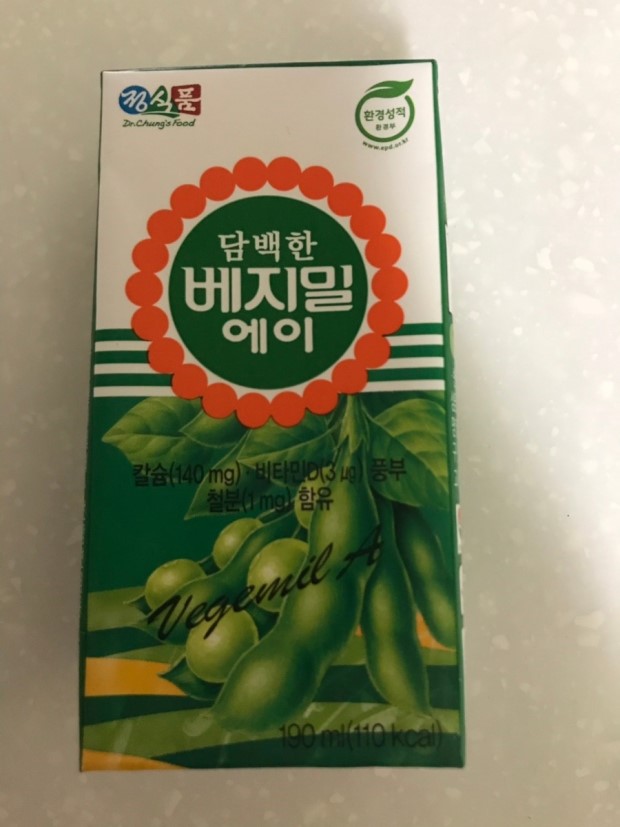 정식품
Dr.Chung's Food
환경성적
환경부
www.epd.or.kr
담백한
베지밀
에이
칼슘(140 mg)·비타민D(3 μg) 풍부
철분(1 mg) 함유
Vegemil A
190 ml(110 kcal)